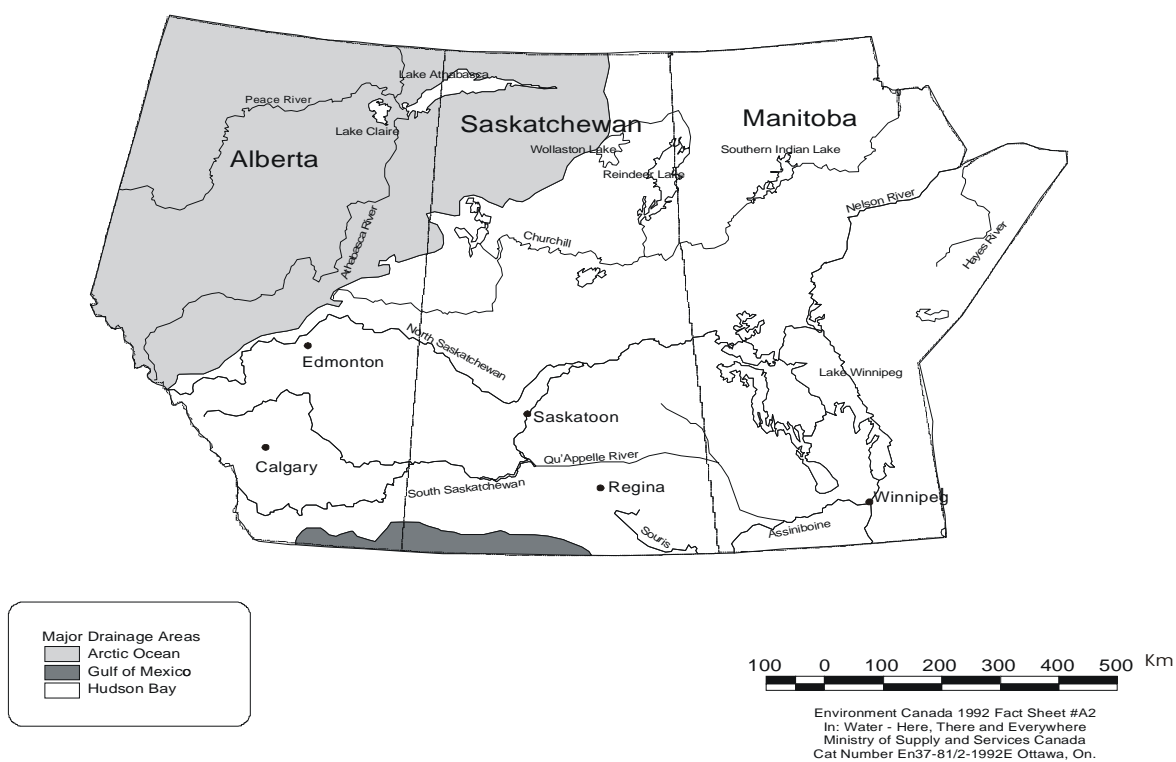 Lake Athabasca
Peace River
Lake Claire
Saskatchewan
Manitoba
Alberta
Wollaston Lake
Southern Indian Lake
Reindeer Lake
Nelson River
Athabasca River
Churchill
Hayes River
North Saskatchewan
Edmonton
Lake Winnipeg
Saskatoon
Qu'Appelle River
Calgary
South Saskatchewan
Regina
Winnipeg
Souris
Assiniboine
Major Drainage Areas
Arctic Ocean
Gulf of Mexico
Hudson Bay
100 0 100 200 300 400 500 Km
Environment Canada 1992 Fact Sheet #A2
In: Water - Here, There and Everywhere
Ministry of Supply and Services Canada
Cat Number En37-81/2-1992E Ottawa, On.